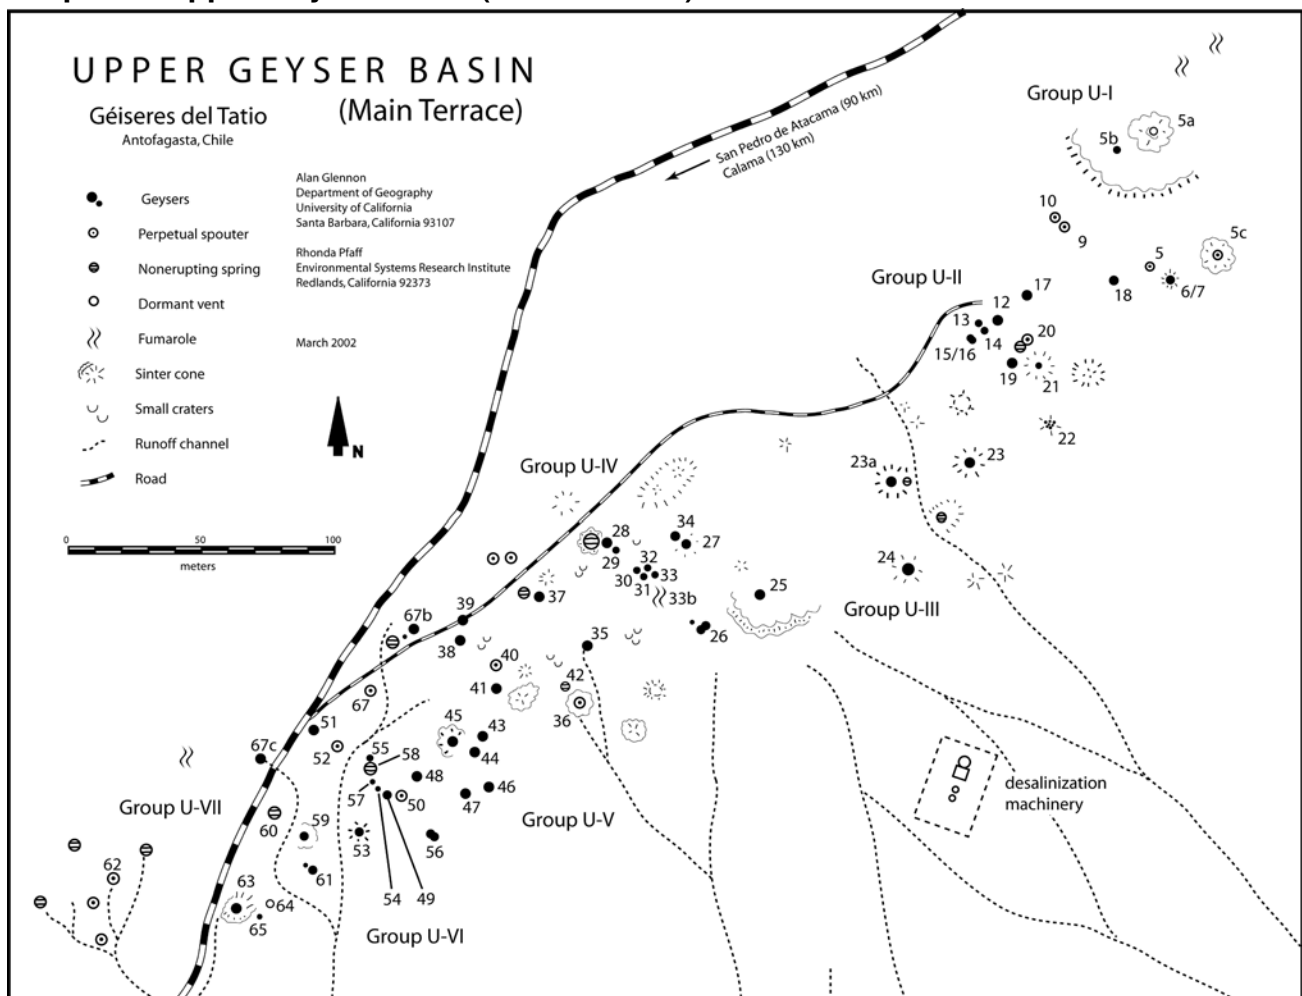 UPPER GEYSER BASIN
(Main Terrace)
Géiseres del Tatio
Antofagasta, Chile
Geysers
Perpetual spouter
Nonerupting spring
Dormant vent
Fumarole
Sinter cone
Small craters
Runoff channel
Road
Alan Glennon
Department of Geography
University of California
Santa Barbara, California 93107
Rhonda Pfaff
Environmental Systems Research Institute
Redlands, California 92373
March 2002
N
0 50 100
meters
San Pedro de Atacama (90 km)
Calama (130 km)
Group U-I
5a
5b
10
9
5c
5
6/7
18
Group U-II
17
12
13
14
15/16
20
19
21
22
23
23a
24
Group U-III
Group U-IV
28
29
34
27
32
30
31
33
33b
25
26
37
39
67b
38
35
40
41
42
36
67
51
52
67c
45
43
44
55
58
48
46
47
57
50
Group U-V
Group U-VII
60
59
53
56
54
49
61
62
63
64
65
Group U-VI
desalinization
machinery